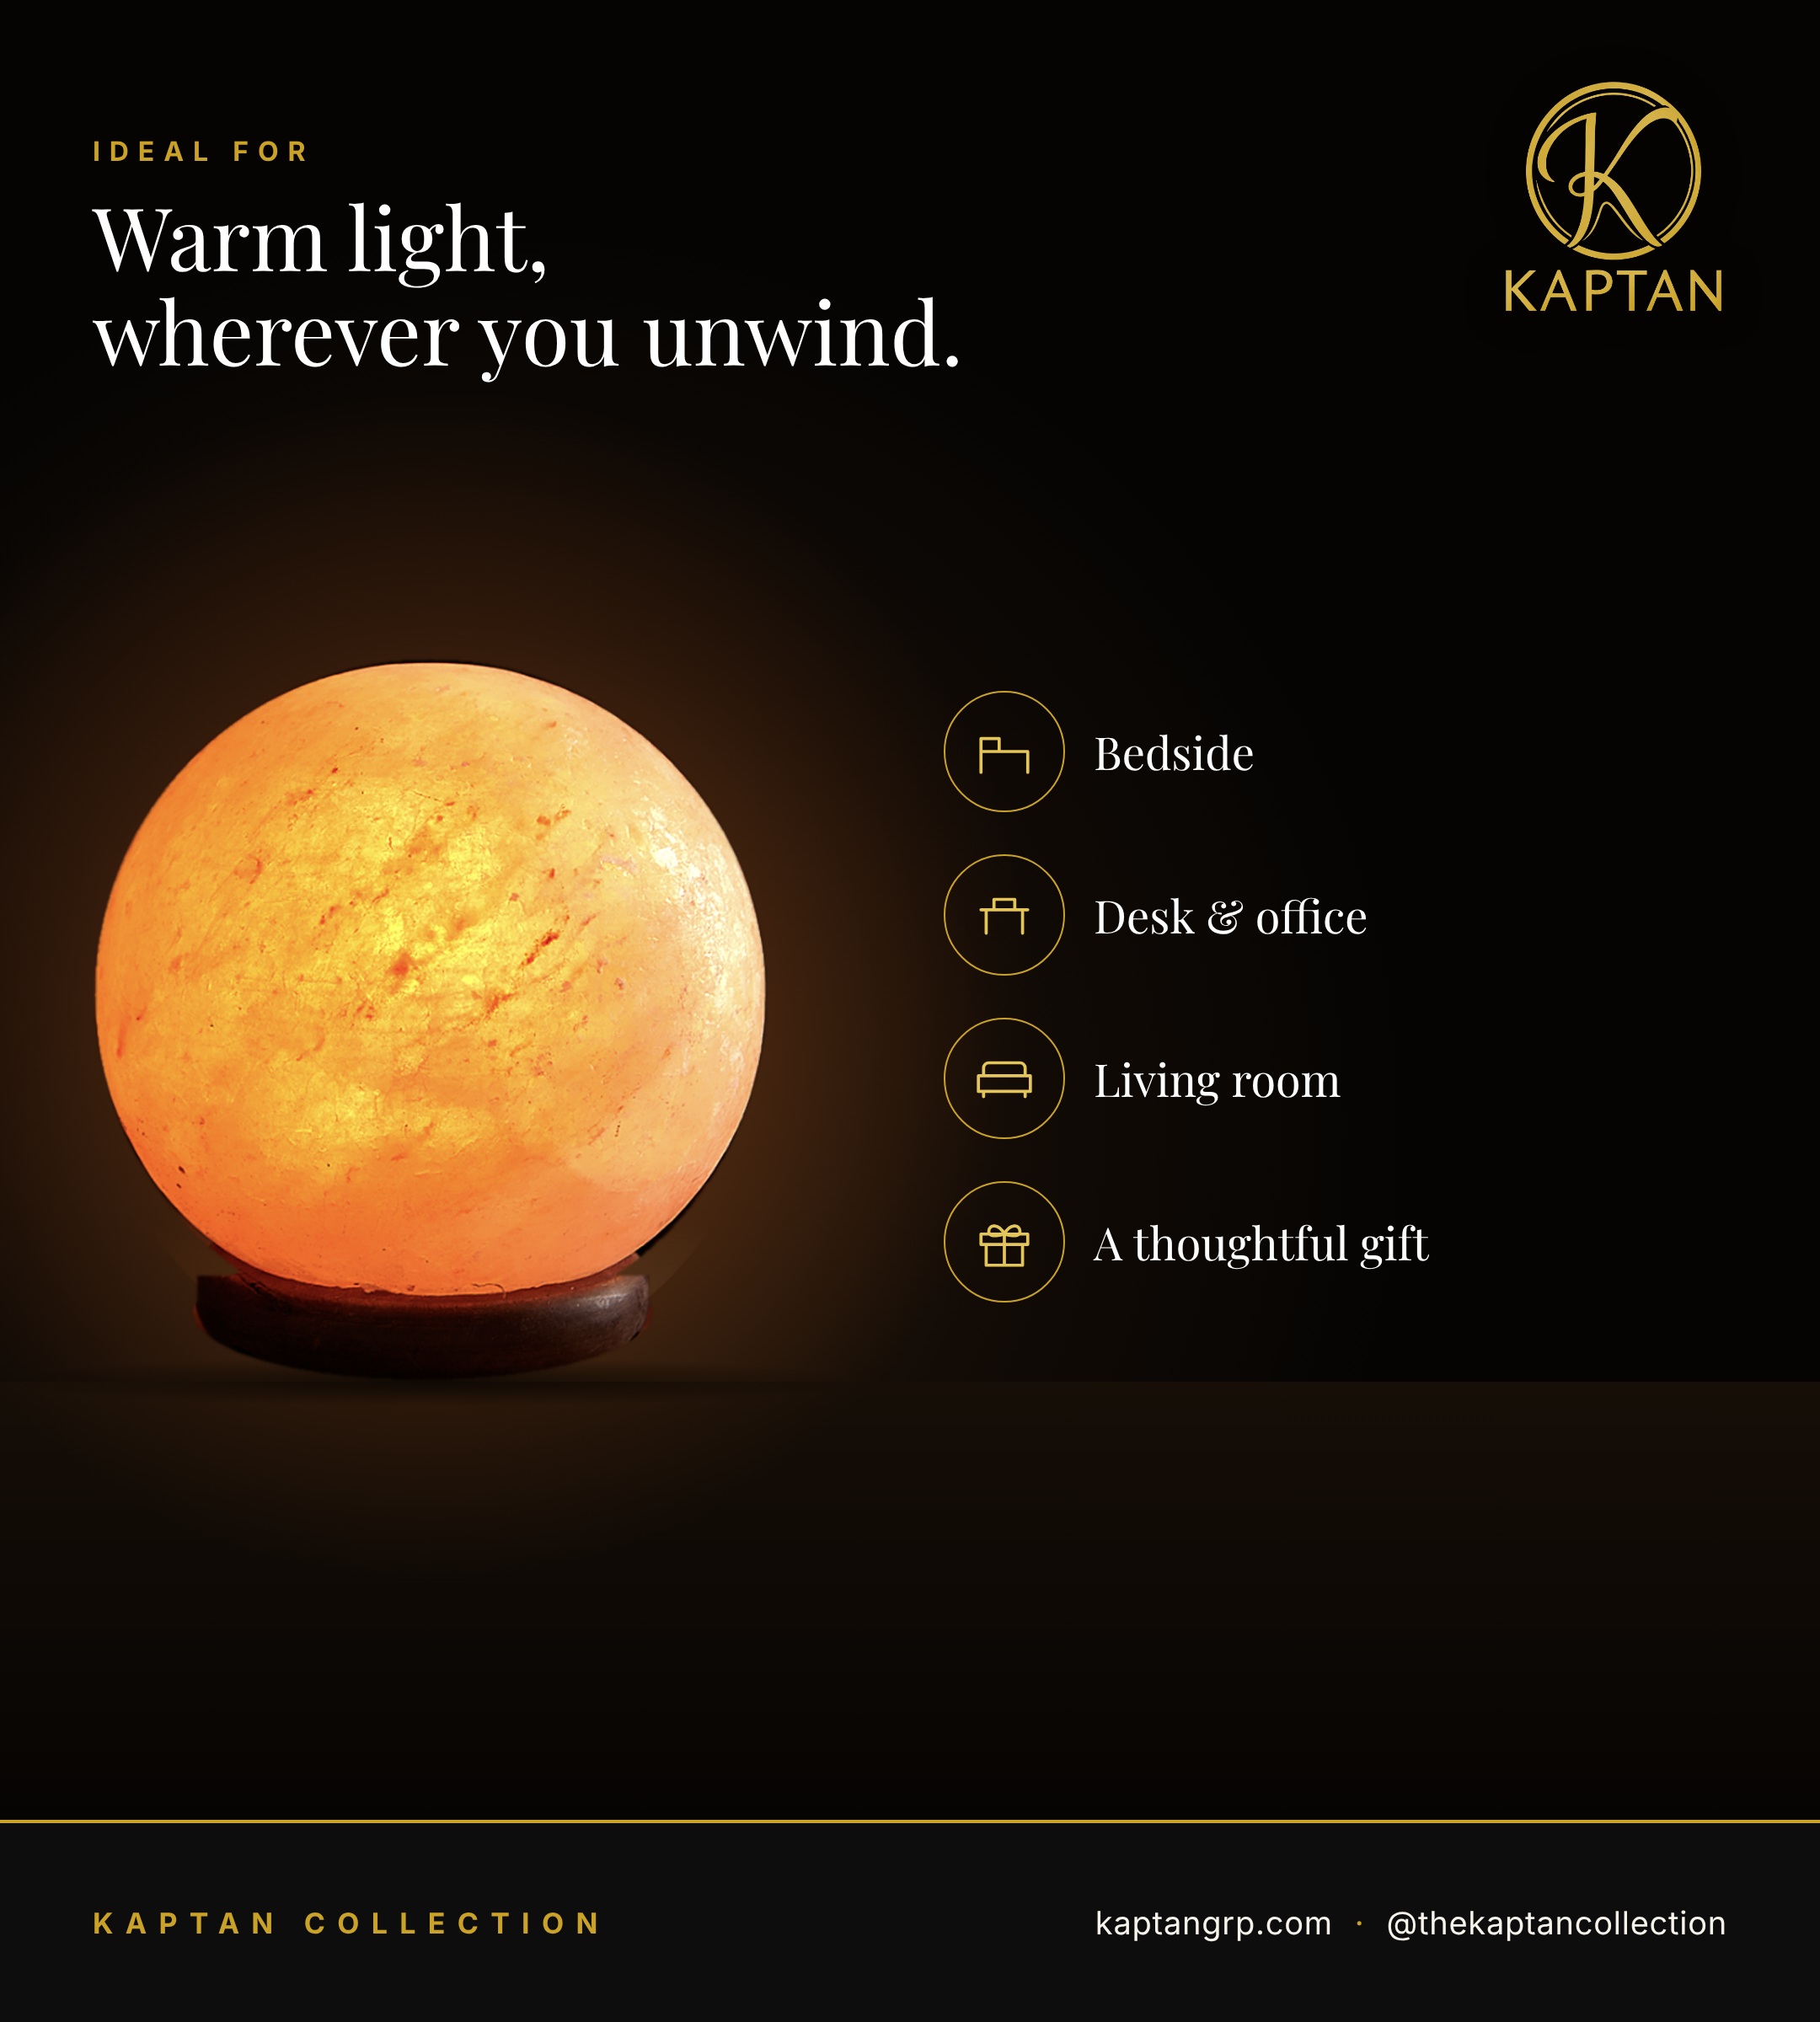 IDEAL FOR
Warm light,
wherever you unwind.
K
KAPTAN
Bedside
Desk & office
Living room
A thoughtful gift
KAPTAN COLLECTION
kaptangrp.com · @thekaptancollection